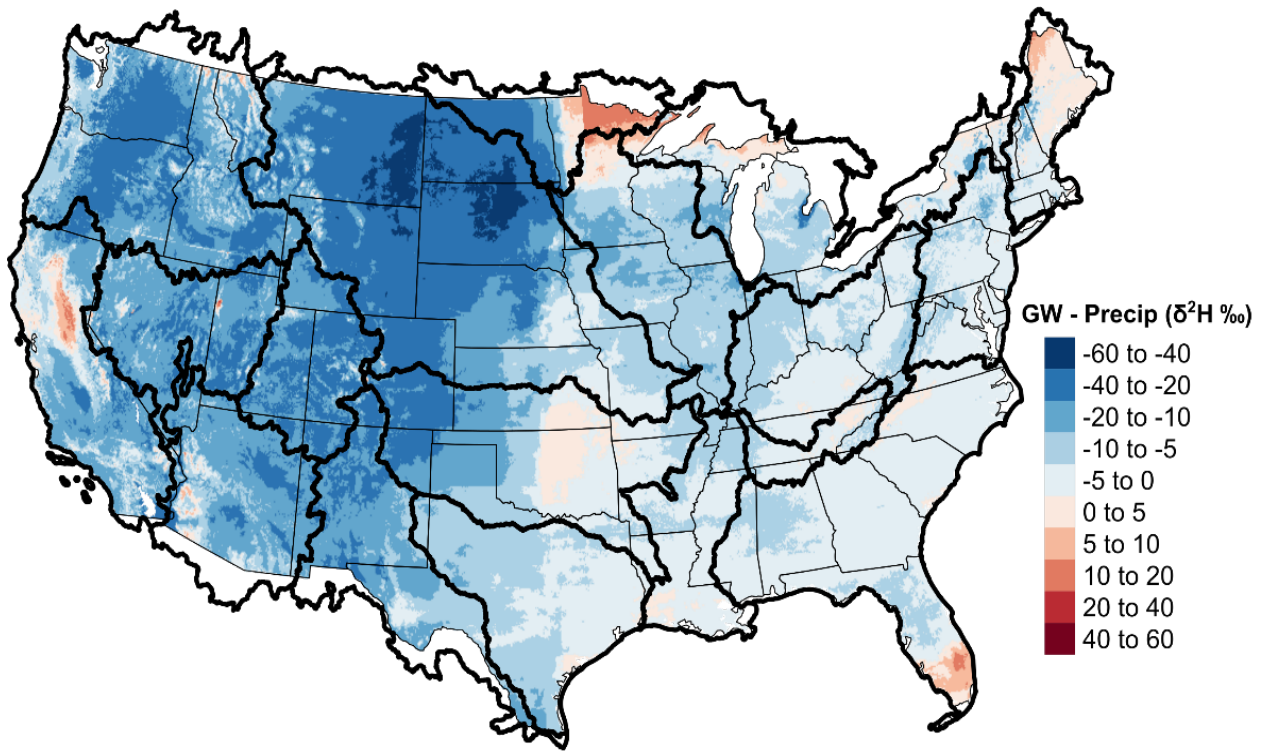 GW - Precip (δ²H ‰)
-60 to -40
-40 to -20
-20 to -10
-10 to -5
-5 to 0
0 to 5
5 to 10
10 to 20
20 to 40
40 to 60